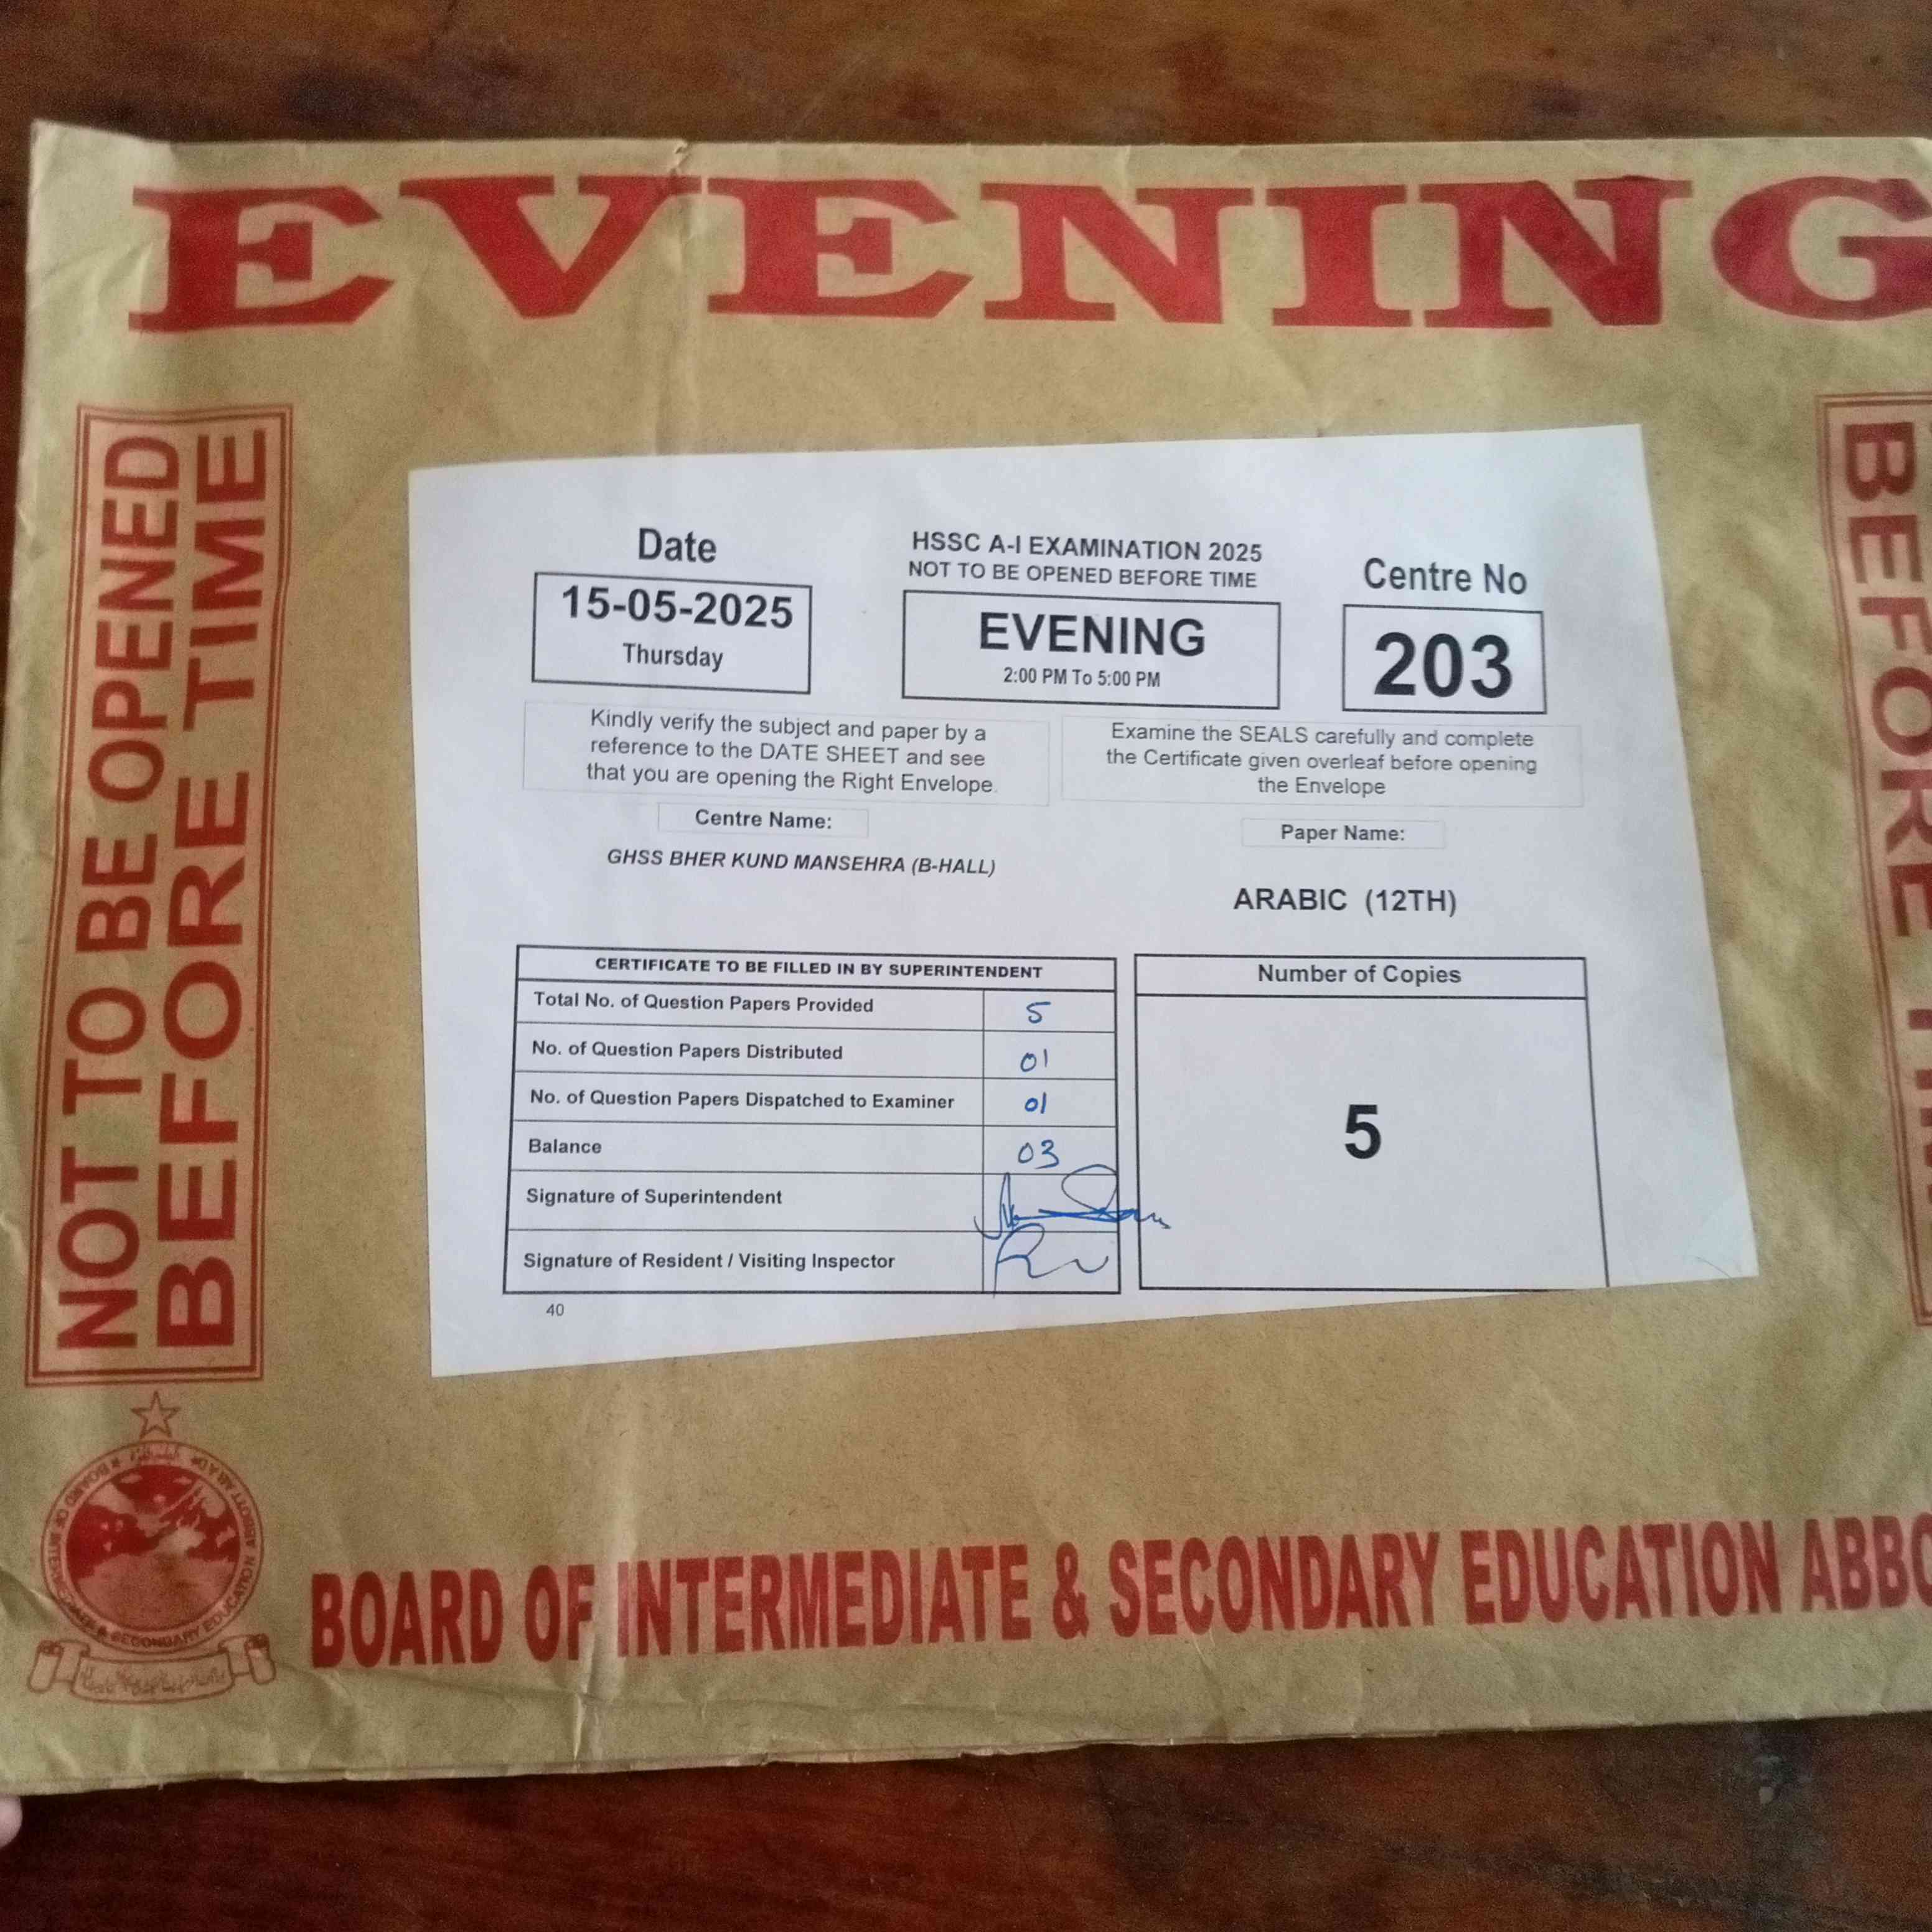 EVENING
NOT TO BE OPENED
BEFORE TIME
BEFORE
Date
15-05-2025
Thursday
HSSC A-I EXAMINATION 2025
NOT TO BE OPENED BEFORE TIME
EVENING
2:00 PM To 5:00 PM
Centre No
203
Kindly verify the subject and paper by a
reference to the DATE SHEET and see
that you are opening the Right Envelope.
Examine the SEALS carefully and complete
the Certificate given overleaf before opening
the Envelope
Centre Name:
GHSS BHER KUND MANSEHRA (B-HALL)
Paper Name:
ARABIC (12TH)
CERTIFICATE TO BE FILLED IN BY SUPERINTENDENT
Total No. of Question Papers Provided 5
No. of Question Papers Distributed 01
No. of Question Papers Dispatched to Examiner 01
Balance 03
Signature of Superintendent
Signature of Resident / Visiting Inspector
Number of Copies
5
40
BOARD OF INTERMEDIATE & SECONDARY EDUCATION ABBO